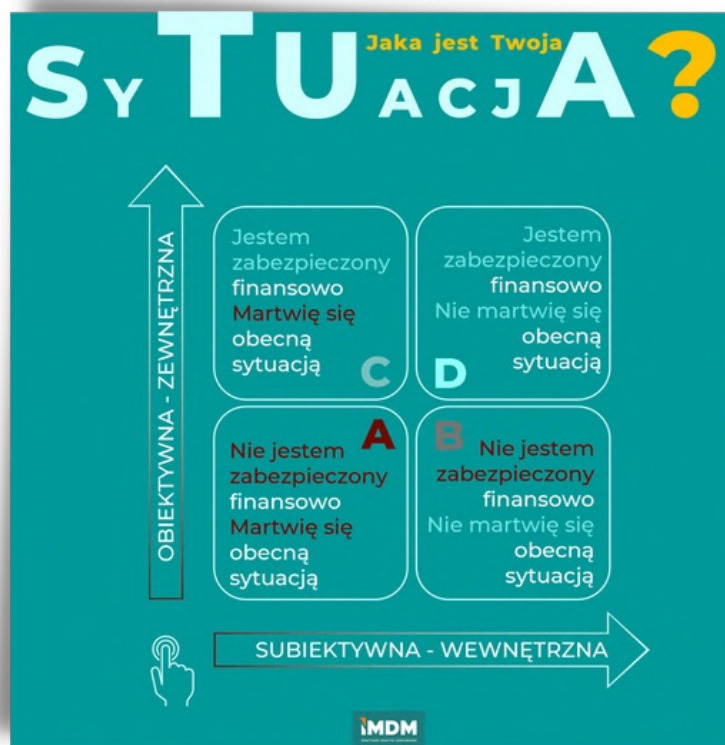 Jaka jest Twoja
SYTUACJA?
OBIEKTYWNA - ZEWNĘTRZNA
Jestem
zabezpieczony
finansowo
Martwię się
obecną
sytuacją
C
Jestem
zabezpieczony
finansowo
Nie martwię się
obecną
sytuacją
D
A
Nie jestem
zabezpieczony
finansowo
Martwię się
obecną
sytuacją
B
Nie jestem
zabezpieczony
finansowo
Nie martwię się
obecną
sytuacją
SUBIEKTYWNA - WEWNĘTRZNA
iMDM